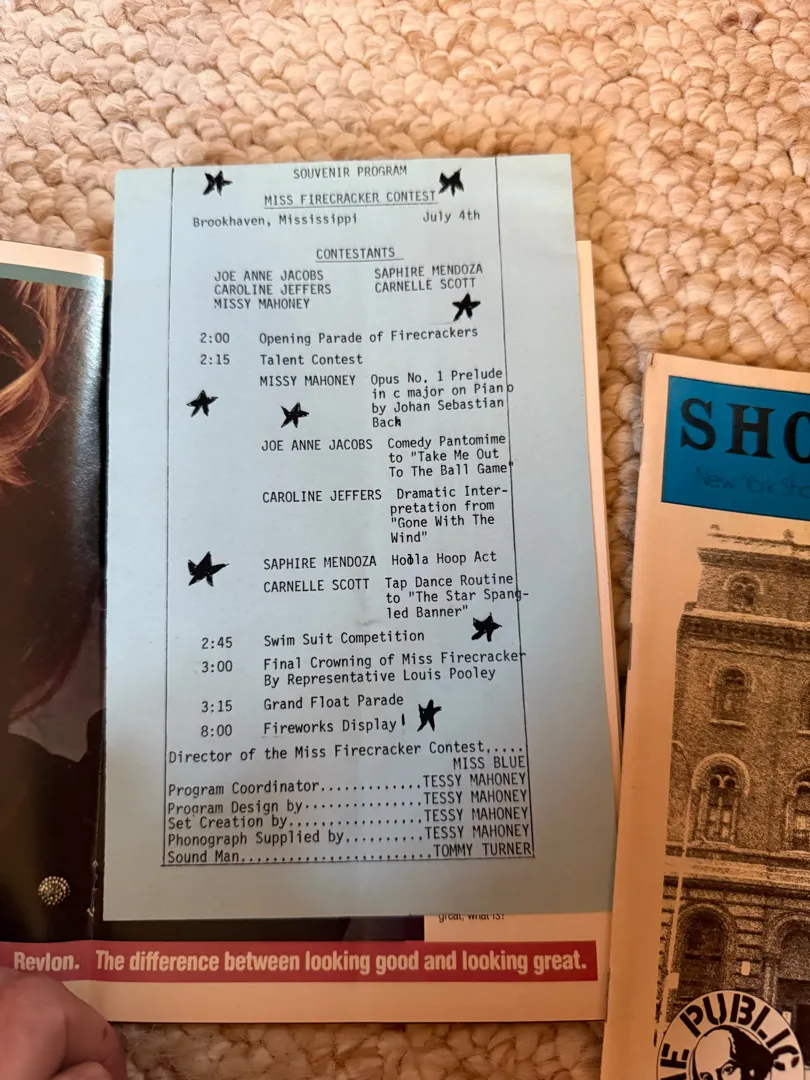 SOUVENIR PROGRAM
MISS FIRECRACKER CONTEST
Brookhaven, Mississippi July 4th
CONTESTANTS
JOE ANNE JACOBS SAPHIRE MENDOZA
CAROLINE JEFFERS CARNELLE SCOTT
MISSY MAHONEY
2:00 Opening Parade of Firecrackers
2:15 Talent Contest
MISSY MAHONEY Opus No. 1 Prelude
in c major on Piano
by Johan Sebastian
Bach
JOE ANNE JACOBS Comedy Pantomime
to "Take Me Out
To The Ball Game"
CAROLINE JEFFERS Dramatic Inter-
pretation from
"Gone With The
Wind"
SAPHIRE MENDOZA Hoola Hoop Act
CARNELLE SCOTT Tap Dance Routine
to "The Star Spang-
led Banner"
2:45 Swim Suit Competition
3:00 Final Crowning of Miss Firecracker
By Representative Louis Pooley
3:15 Grand Float Parade
8:00 Fireworks Display!
Director of the Miss Firecracker Contest,....
MISS BLUE
Program Coordinator.............TESSY MAHONEY
Program Design by...............TESSY MAHONEY
Set Creation by.................TESSY MAHONEY
Phonograph Supplied by..........TESSY MAHONEY
Sound Man.......................TOMMY TURNER
great, what is?
Revlon. The difference between looking good and looking great.
SHO
New York Sha
E PUBLIC